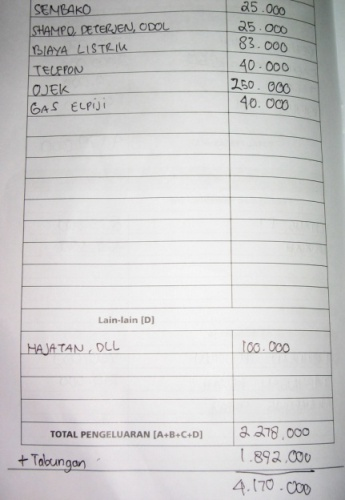 SEMBAKO 25.000
SHAMPO, DETERJEN, ODOL 25.000
BIAYA LISTRIK 83.000
TELEPON 40.000
OJEK 250.000
GAS ELPIJI 40.000
Lain-lain [D]
HAJATAN, DLL 100.000
TOTAL PENGELUARAN [A+B+C+D] 2.278.000
+ Tabungan 1.892.000
4.170.000